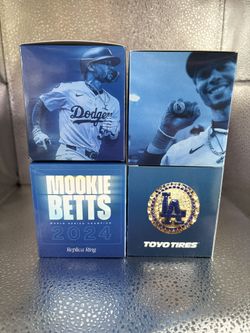 Dodgers
MOOKIE
BETTS
WORLD SERIES CHAMPION
2024
Replica Ring
LA
TOYO TIRES